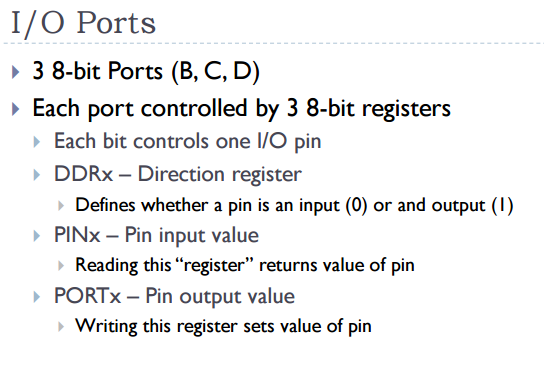 I/O Ports
3 8-bit Ports (B, C, D)
Each port controlled by 3 8-bit registers
Each bit controls one I/O pin
DDRx – Direction register
Defines whether a pin is an input (0) or and output (1)
PINx – Pin input value
Reading this “register” returns value of pin
PORTx – Pin output value
Writing this register sets value of pin